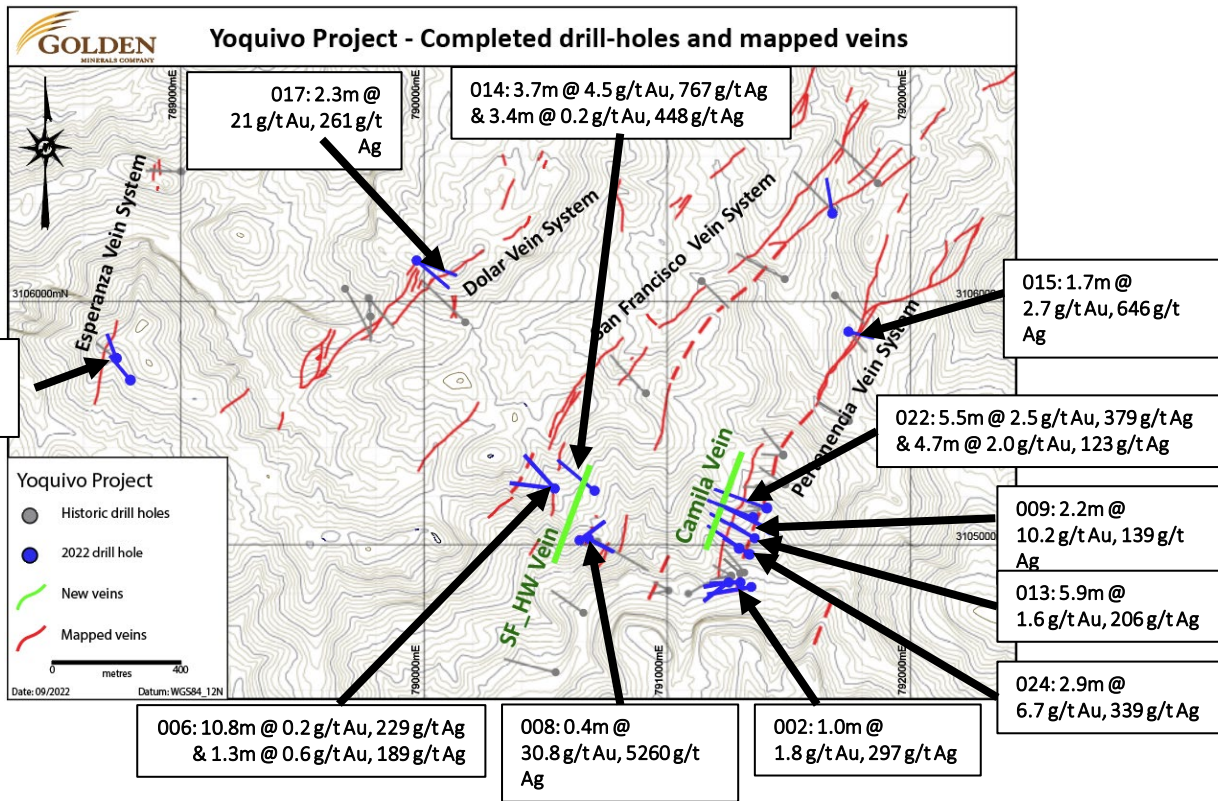 GOLDEN
MINERALS COMPANY
Yoquivo Project - Completed drill-holes and mapped veins
789000mE
790000mE
792000mE
017: 2.3m @
21 g/t Au, 261 g/t
Ag
014: 3.7m @ 4.5 g/t Au, 767 g/t Ag
& 3.4m @ 0.2 g/t Au, 448 g/t Ag
N
Esperanza Vein System
Dolar Vein System
San Francisco Vein System
Pertenencia Vein System
3106000mN
3106000
015: 1.7m @
2.7 g/t Au, 646 g/t
Ag
022: 5.5m @ 2.5 g/t Au, 379 g/t Ag
& 4.7m @ 2.0 g/t Au, 123 g/t Ag
Camila Vein
SF_HW Vein
009: 2.2m @
10.2 g/t Au, 139 g/t
Ag
3105000
013: 5.9m @
1.6 g/t Au, 206 g/t Ag
024: 2.9m @
6.7 g/t Au, 339 g/t Ag
Yoquivo Project
Historic drill holes
2022 drill hole
New veins
Mapped veins
0
400
metres
Date: 09/2022
Datum: WGS84_12N
790000mE
791000mE
792000mE
006: 10.8m @ 0.2 g/t Au, 229 g/t Ag
& 1.3m @ 0.6 g/t Au, 189 g/t Ag
008: 0.4m @
30.8 g/t Au, 5260 g/t
Ag
002: 1.0m @
1.8 g/t Au, 297 g/t Ag